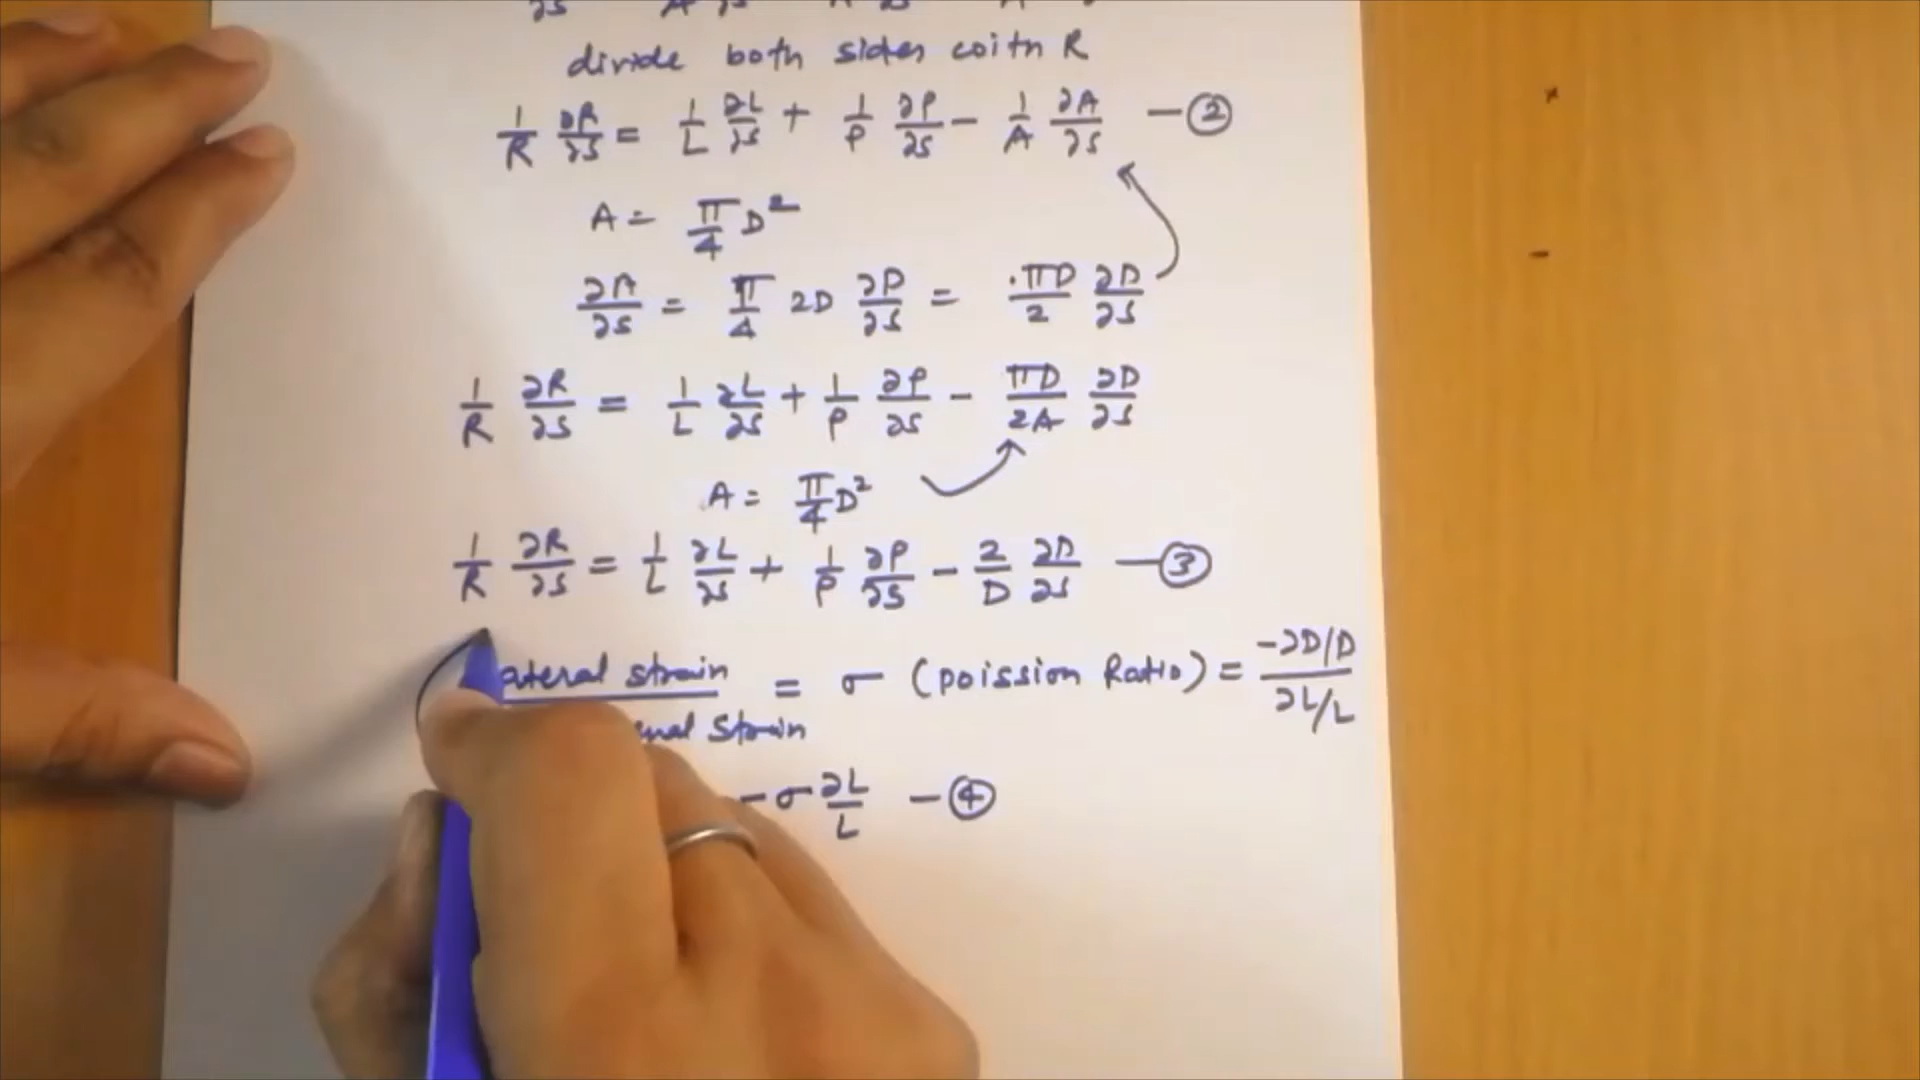 divide both sides with R
1/R ∂R/∂S = 1/L ∂L/∂S + 1/ρ ∂ρ/∂S - 1/A ∂A/∂S — ②
A = π/4 D²
∂A/∂S = π/4 2D ∂D/∂S = πD/2 ∂D/∂S
1/R ∂R/∂S = 1/L ∂L/∂S + 1/ρ ∂ρ/∂S - πD/2A ∂D/∂S
A = π/4 D²
1/R ∂R/∂S = 1/L ∂L/∂S + 1/ρ ∂ρ/∂S - 2/D ∂D/∂S — ③
ateral strain = σ (poission Ratio) = -∂D/D / ∂L/L
strain
-σ ∂L/L — ④